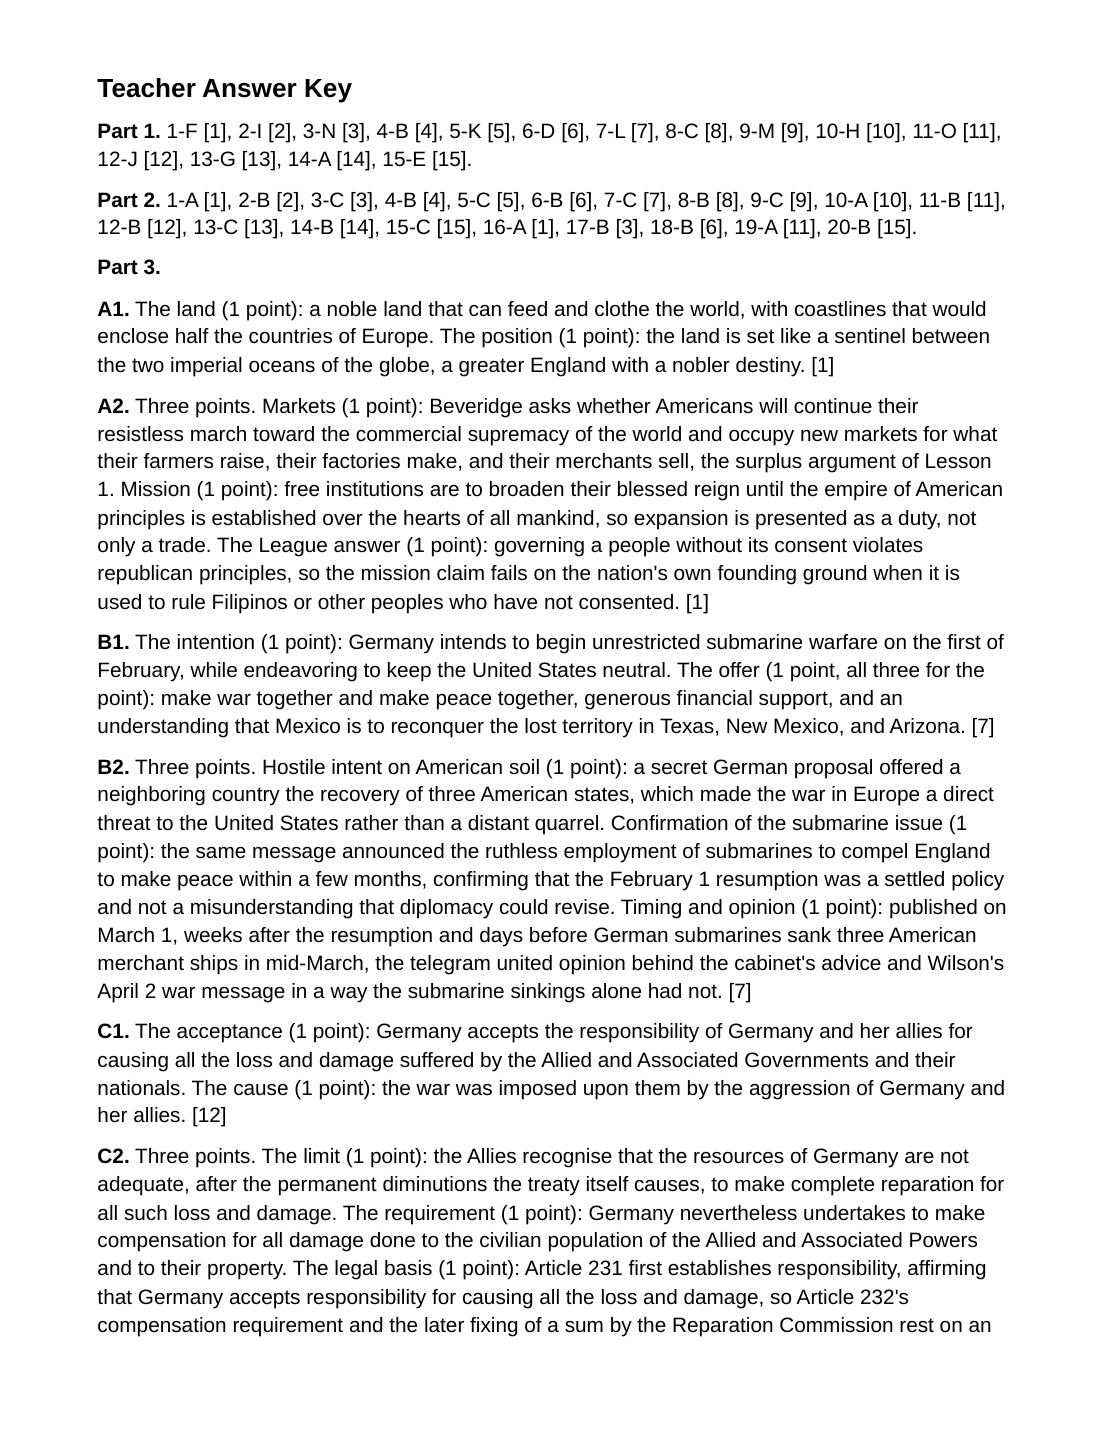 Teacher Answer Key
Part 1. 1-F [1], 2-I [2], 3-N [3], 4-B [4], 5-K [5], 6-D [6], 7-L [7], 8-C [8], 9-M [9], 10-H [10], 11-O [11],
12-J [12], 13-G [13], 14-A [14], 15-E [15].
Part 2. 1-A [1], 2-B [2], 3-C [3], 4-B [4], 5-C [5], 6-B [6], 7-C [7], 8-B [8], 9-C [9], 10-A [10], 11-B [11],
12-B [12], 13-C [13], 14-B [14], 15-C [15], 16-A [1], 17-B [3], 18-B [6], 19-A [11], 20-B [15].
Part 3.
A1. The land (1 point): a noble land that can feed and clothe the world, with coastlines that would
enclose half the countries of Europe. The position (1 point): the land is set like a sentinel between
the two imperial oceans of the globe, a greater England with a nobler destiny. [1]
A2. Three points. Markets (1 point): Beveridge asks whether Americans will continue their
resistless march toward the commercial supremacy of the world and occupy new markets for what
their farmers raise, their factories make, and their merchants sell, the surplus argument of Lesson
1. Mission (1 point): free institutions are to broaden their blessed reign until the empire of American
principles is established over the hearts of all mankind, so expansion is presented as a duty, not
only a trade. The League answer (1 point): governing a people without its consent violates
republican principles, so the mission claim fails on the nation's own founding ground when it is
used to rule Filipinos or other peoples who have not consented. [1]
B1. The intention (1 point): Germany intends to begin unrestricted submarine warfare on the first of
February, while endeavoring to keep the United States neutral. The offer (1 point, all three for the
point): make war together and make peace together, generous financial support, and an
understanding that Mexico is to reconquer the lost territory in Texas, New Mexico, and Arizona. [7]
B2. Three points. Hostile intent on American soil (1 point): a secret German proposal offered a
neighboring country the recovery of three American states, which made the war in Europe a direct
threat to the United States rather than a distant quarrel. Confirmation of the submarine issue (1
point): the same message announced the ruthless employment of submarines to compel England
to make peace within a few months, confirming that the February 1 resumption was a settled policy
and not a misunderstanding that diplomacy could revise. Timing and opinion (1 point): published on
March 1, weeks after the resumption and days before German submarines sank three American
merchant ships in mid-March, the telegram united opinion behind the cabinet's advice and Wilson's
April 2 war message in a way the submarine sinkings alone had not. [7]
C1. The acceptance (1 point): Germany accepts the responsibility of Germany and her allies for
causing all the loss and damage suffered by the Allied and Associated Governments and their
nationals. The cause (1 point): the war was imposed upon them by the aggression of Germany and
her allies. [12]
C2. Three points. The limit (1 point): the Allies recognise that the resources of Germany are not
adequate, after the permanent diminutions the treaty itself causes, to make complete reparation for
all such loss and damage. The requirement (1 point): Germany nevertheless undertakes to make
compensation for all damage done to the civilian population of the Allied and Associated Powers
and to their property. The legal basis (1 point): Article 231 first establishes responsibility, affirming
that Germany accepts responsibility for causing all the loss and damage, so Article 232's
compensation requirement and the later fixing of a sum by the Reparation Commission rest on an